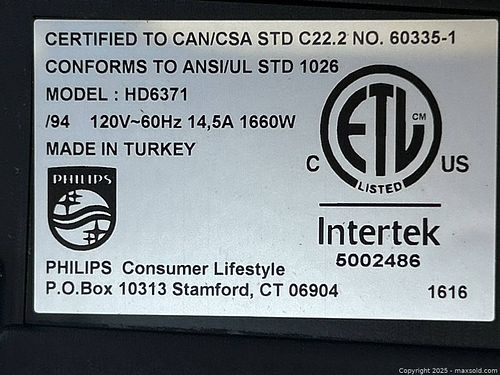 CERTIFIED TO CAN/CSA STD C22.2 NO. 60335-1
CONFORMS TO ANSI/UL STD 1026
MODEL : HD6371
/94 120V~60Hz 14,5A 1660W
MADE IN TURKEY
PHILIPS
C ETL CM US
LISTED
Intertek
5002486
PHILIPS Consumer Lifestyle
P.O.Box 10313 Stamford, CT 06904 1616
Copyright 2025 - maxsold.com